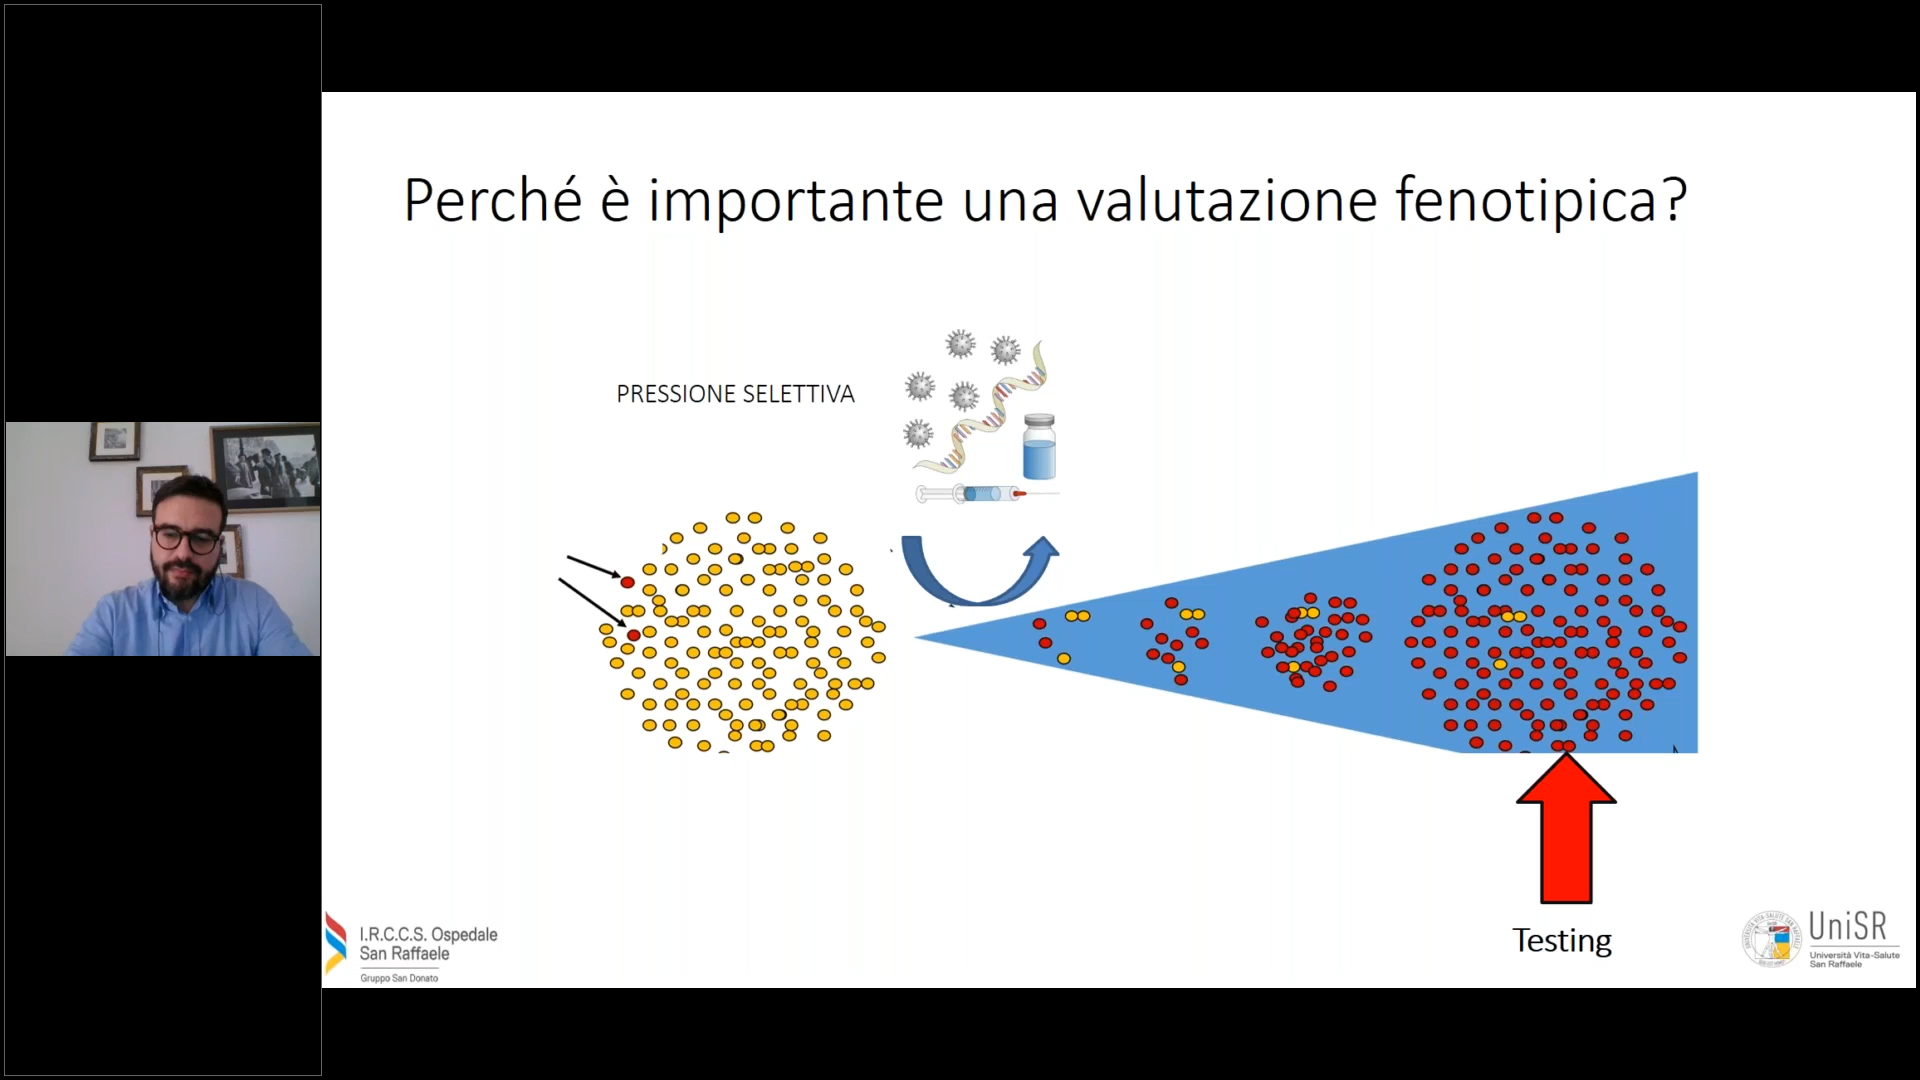 Perché è importante una valutazione fenotipica?
PRESSIONE SELETTIVA
Testing
I.R.C.C.S. Ospedale
San Raffaele
Gruppo San Donato
UniSR
Università Vita-Salute
San Raffaele